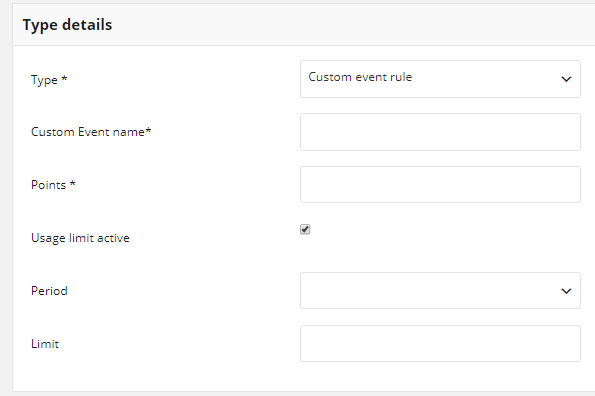 Type details
Type *
Custom event rule
Custom Event name*
Points *
Usage limit active
Period
Limit